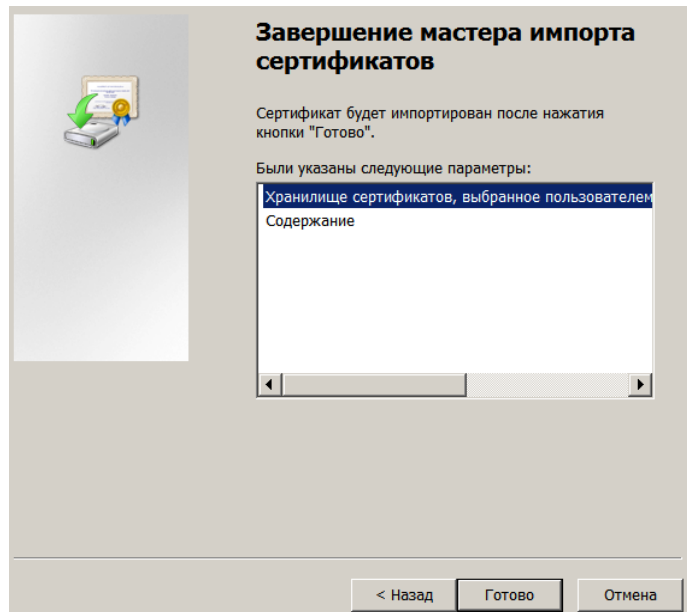 Завершение мастера импорта
сертификатов
Сертификат будет импортирован после нажатия
кнопки "Готово".
Были указаны следующие параметры:
Хранилище сертификатов, выбранное пользователем
Содержание
< Назад
Готово
Отмена